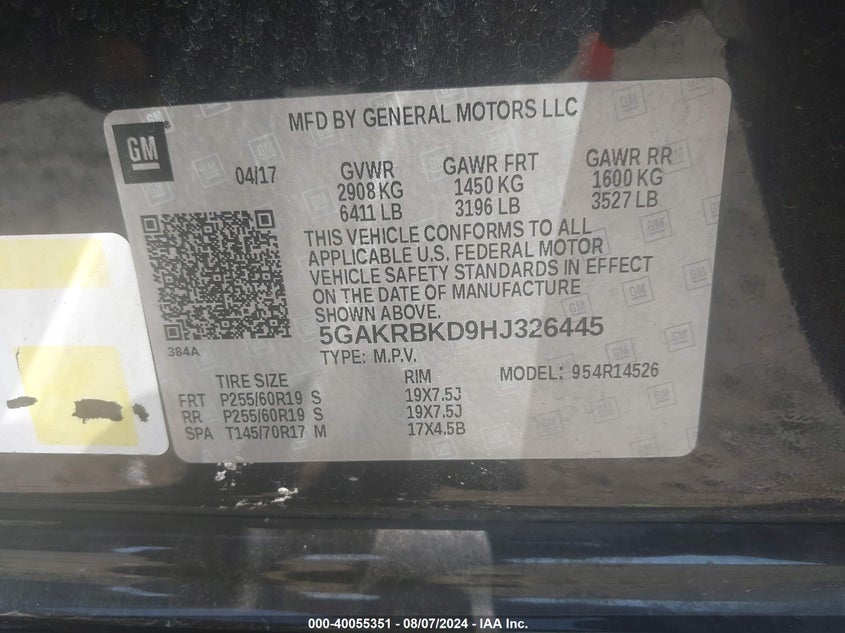 MFD BY GENERAL MOTORS LLC
GM
04/17
GVWR GAWR FRT GAWR RR
2908 KG 1450 KG 1600 KG
6411 LB 3196 LB 3527 LB
THIS VEHICLE CONFORMS TO ALL
APPLICABLE U.S. FEDERAL MOTOR
VEHICLE SAFETY STANDARDS IN EFFECT
ON THE DATE OF MANUFACTURE
SHOWN ABOVE.
384A
5GAKRBKD9HJ326445
TYPE: M.P.V.
MODEL: 954R14526
TIRE SIZE RIM
FRT P255/60R19 S 19X7.5J
RR P255/60R19 S 19X7.5J
SPA T145/70R17 M 17X4.5B
000-40055351 - 08/07/2024 - IAA Inc.